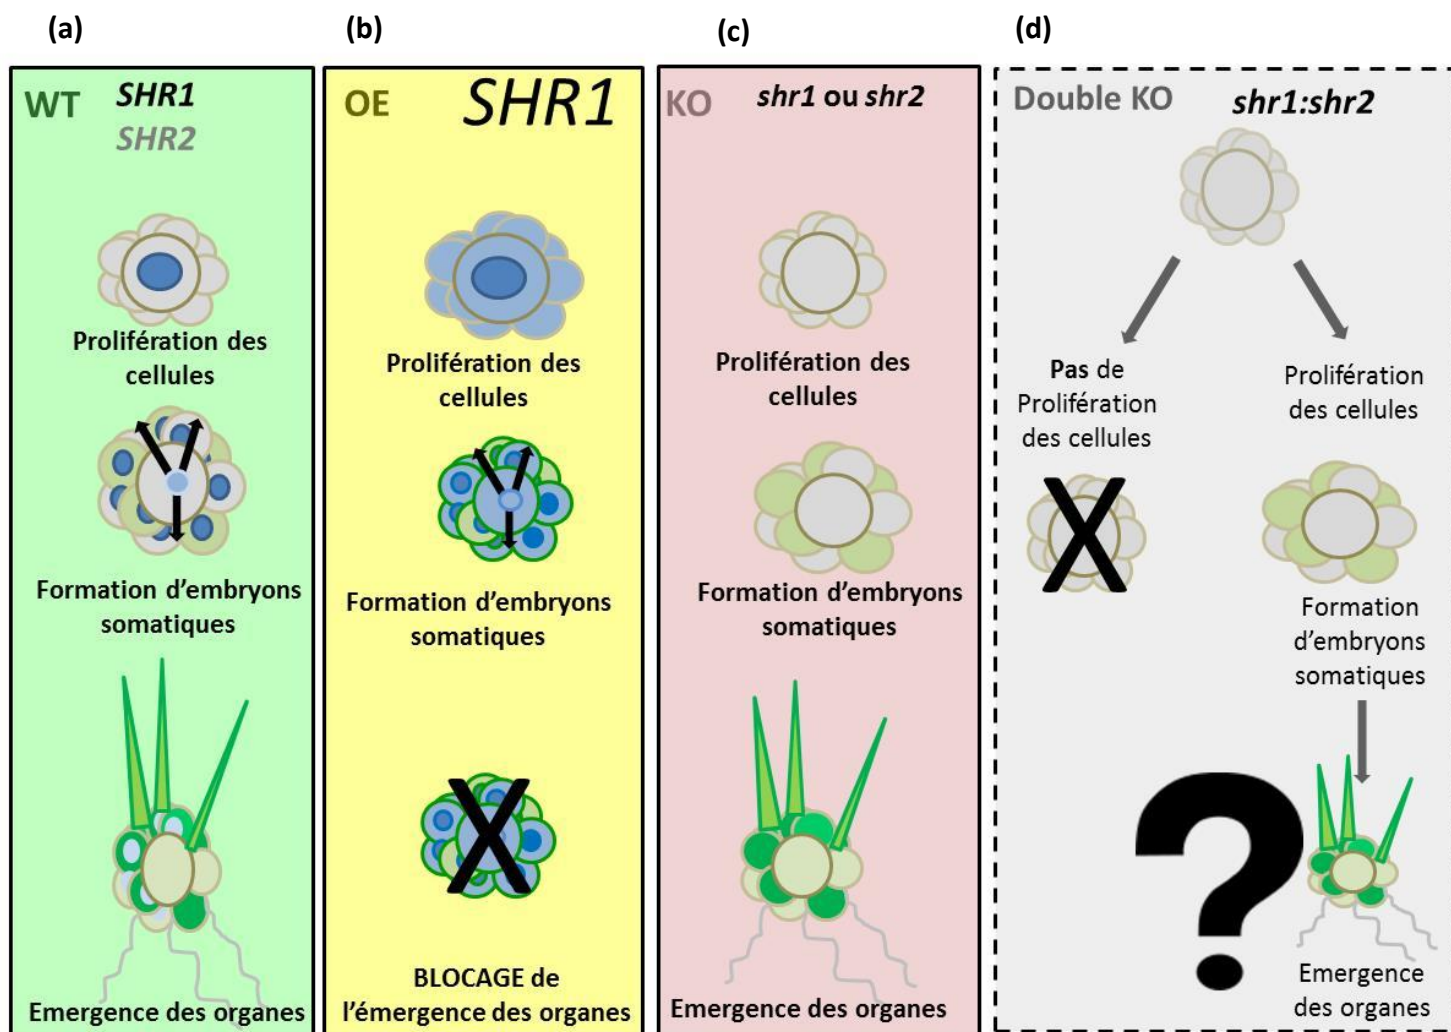 (a)
WT
SHR1
SHR2
Prolifération des
cellules
Formation d'embryons
somatiques
Emergence des organes
(b)
OE
SHR1
Prolifération des
cellules
Formation d'embryons
somatiques
BLOCAGE de
l'émergence des organes
(c)
KO
shr1 ou shr2
Prolifération des
cellules
Formation d'embryons
somatiques
Emergence des organes
(d)
Double KO
shr1:shr2
Pas de
Prolifération
des cellules
Prolifération
des cellules
Formation
d'embryons
somatiques
?
Emergence
des organes